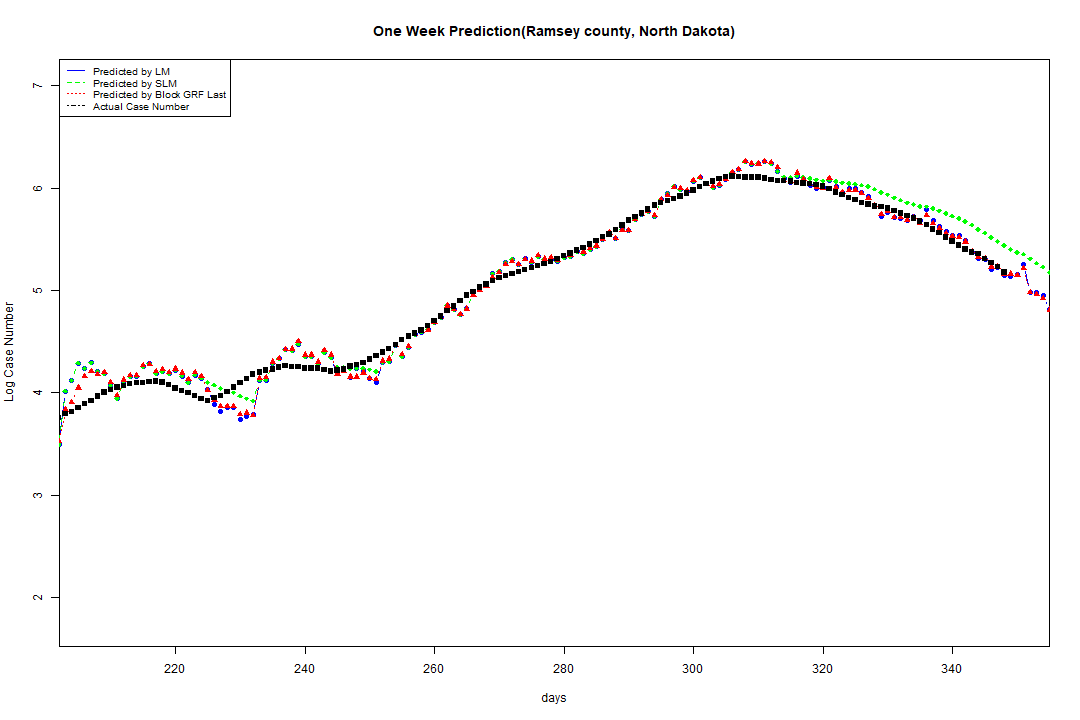 One Week Prediction(Ramsey county, North Dakota)
Predicted by LM
Predicted by SLM
Predicted by Block GRF Last
Actual Case Number
7
6
5
4
3
2
Log Case Number
220 240 260 280 300 320 340
days